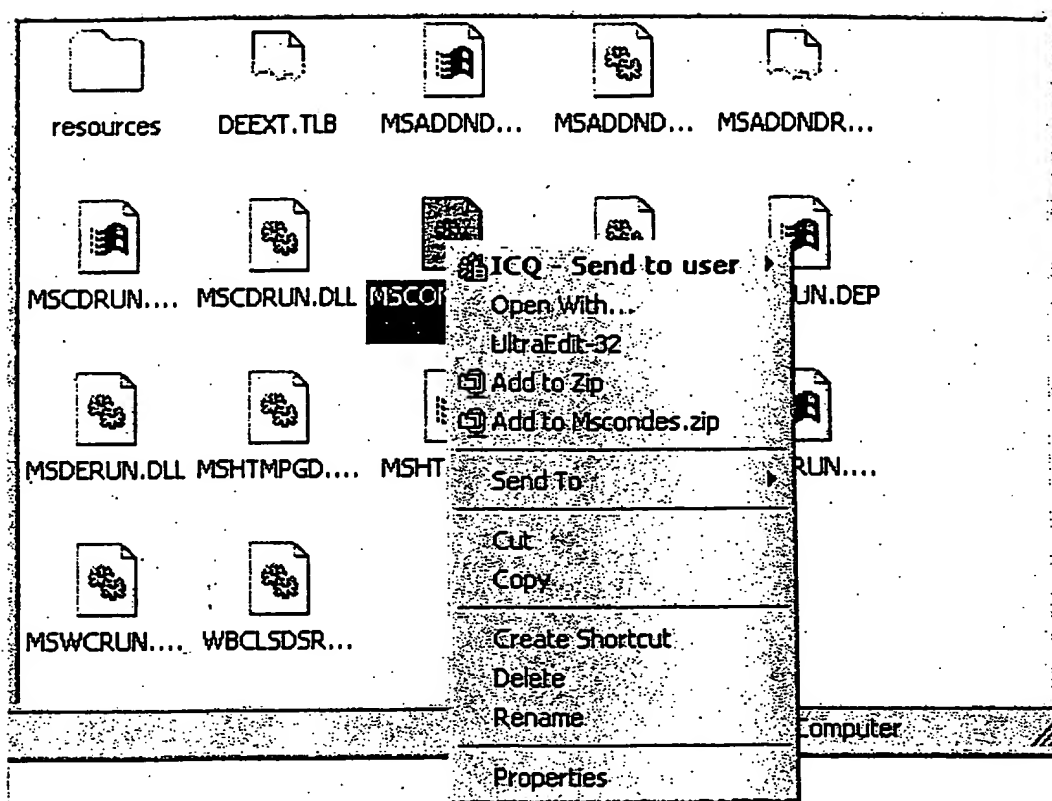 resources DEEXT.TLB MSADDND... MSADDND... MSADDNDR...
MSCDRUN.... MSCDRUN.DLL MSCO UN.DEP
MSDERUN.DLL MSHTMPGD.... MSHT RUN....
MSWCRUN.... WBCLSDSR...
ICQ - Send to user
Open With...
UltraEdit-32
Add to Zip
Add to Mscondes.zip
Send To
Cut
Copy
Create Shortcut
Delete
Rename
Properties
Computer